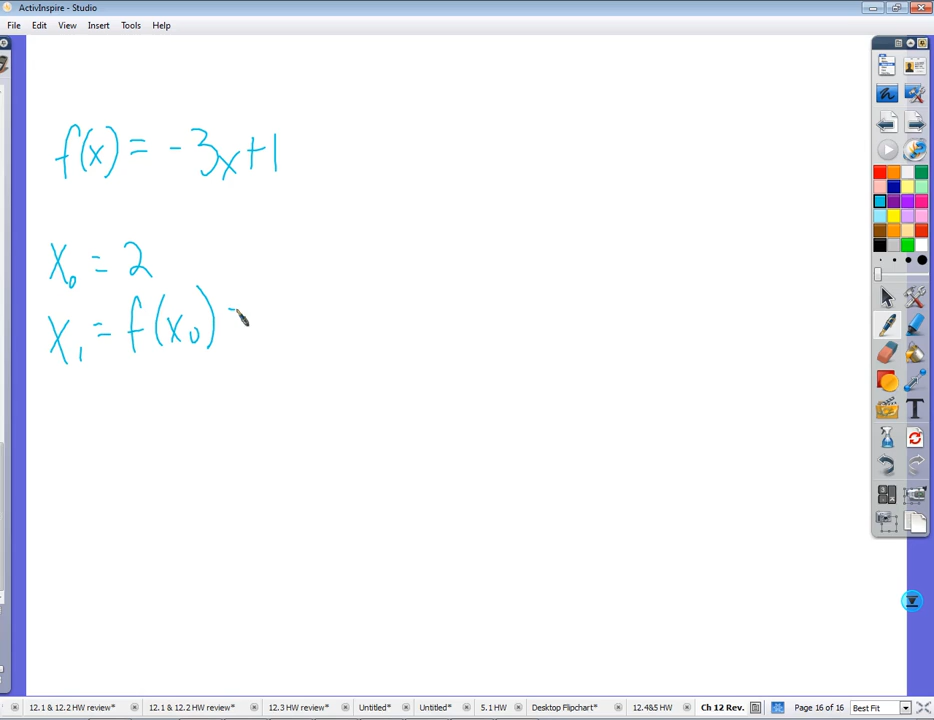 ActivInspire - Studio
File Edit View Insert Tools Help
f(x) = -3x+1
x₀ = 2
x₁ = f(x₀) -
12.1 & 12.2 HW review* 12.1 & 12.2 HW review* 12.3 HW review* Untitled* Untitled* 5.1 HW Desktop Flipchart* 12.4&5 HW Ch 12 Rev. Page 16 of 16 Best Fit